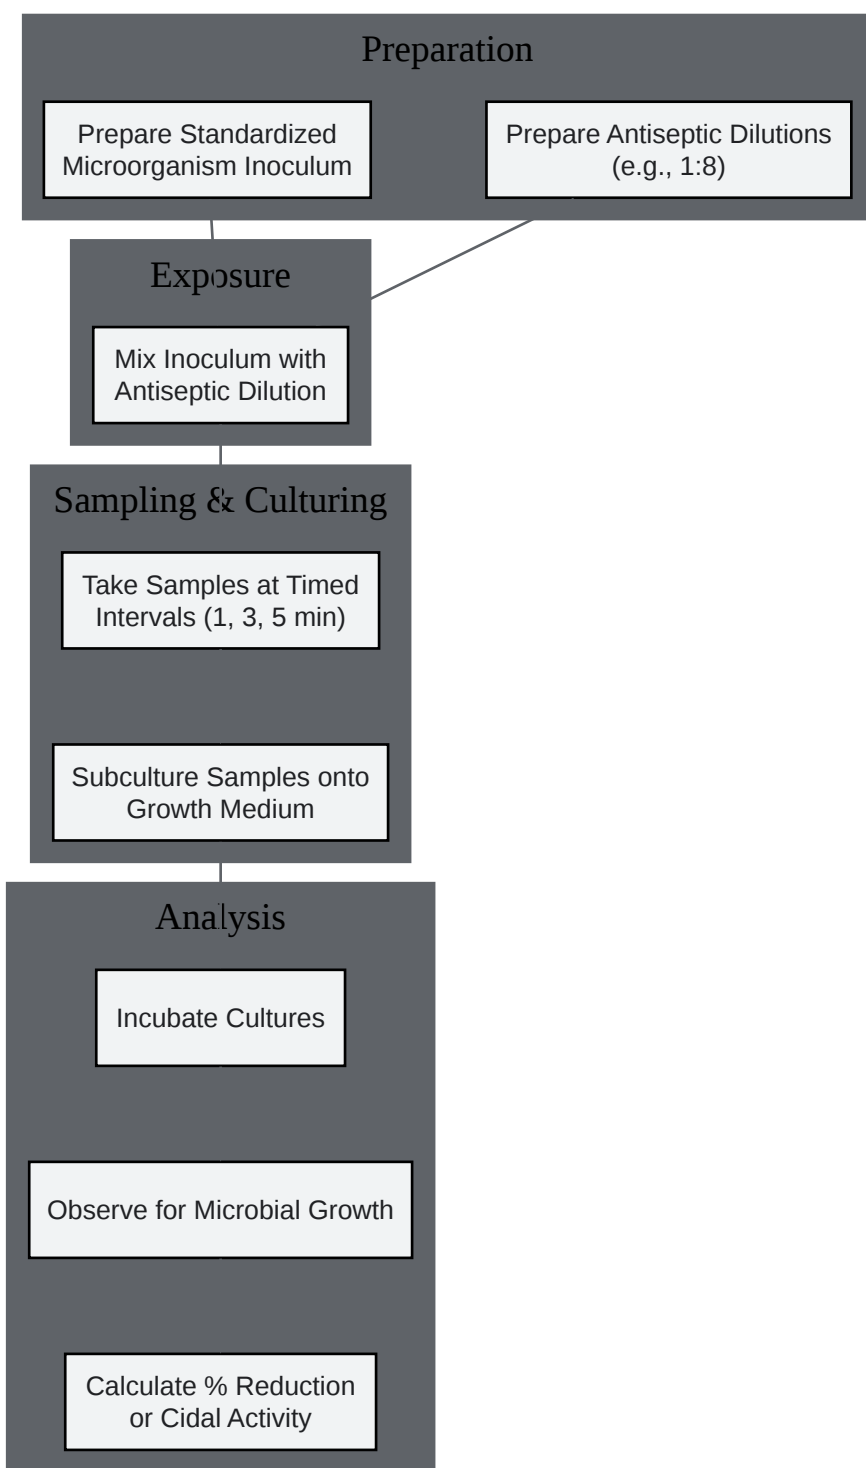 Preparation
Prepare Standardized
Microorganism Inoculum
Prepare Antiseptic Dilutions
(e.g., 1:8)
Exposure
Mix Inoculum with
Antiseptic Dilution
Sampling & Culturing
Take Samples at Timed
Intervals (1, 3, 5 min)
Subculture Samples onto
Growth Medium
Analysis
Incubate Cultures
Observe for Microbial Growth
Calculate % Reduction
or Cidal Activity